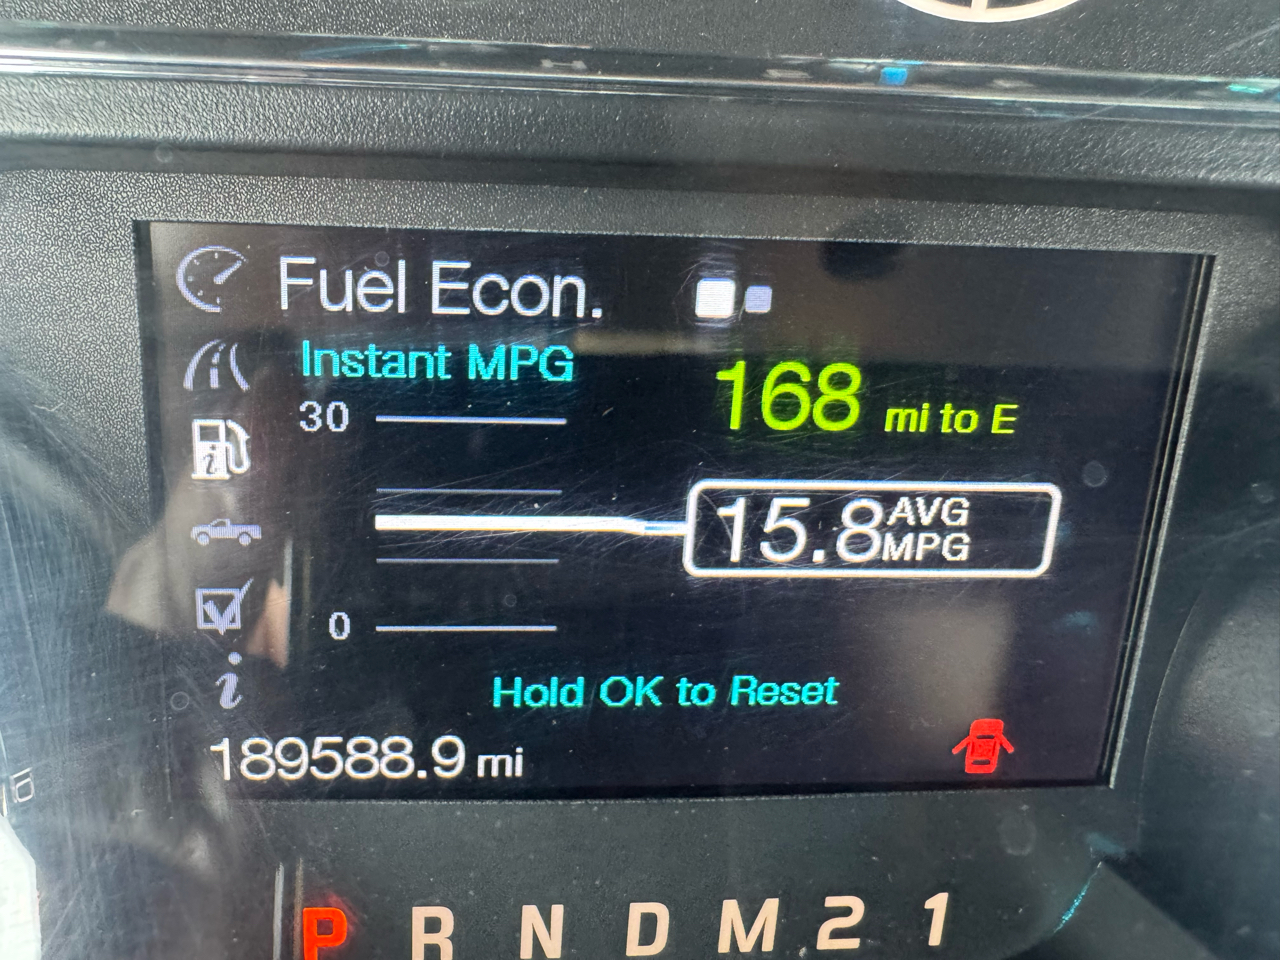 Fuel Econ.
Instant MPG
30
168 mi to E
15.8 AVG MPG
0
Hold OK to Reset
189588.9 mi
P R N D M 2 1